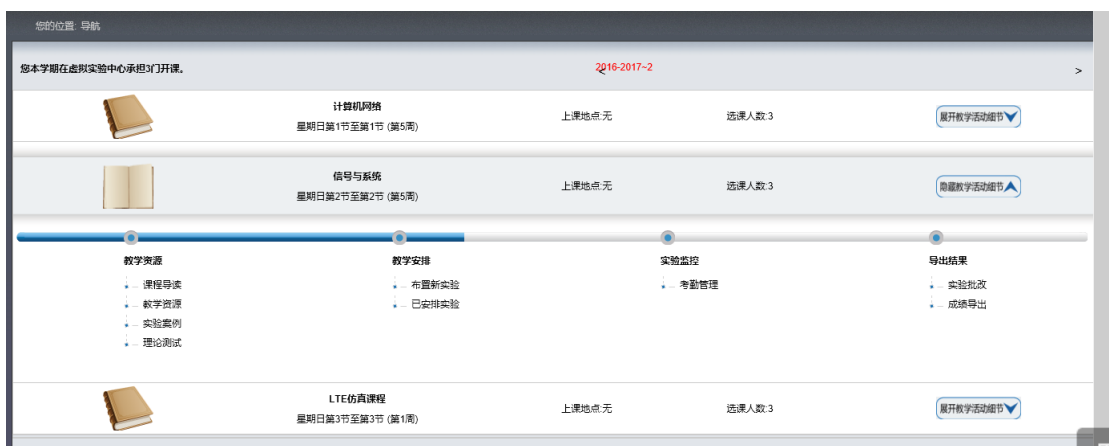 您的位置: 导航
您本学期在虚拟实验中心承担3门开课。
< 2016-2017~2 >
计算机网络
星期日第1节至第1节 (第5周)
上课地点:无
选课人数:3
展开教学活动细节
信号与系统
星期日第2节至第2节 (第5周)
上课地点:无
选课人数:3
隐藏教学活动细节
教学资源
课程导读
教学资源
实验案例
理论测试
教学安排
布置新实验
已安排实验
实验监控
考勤管理
导出结果
实验批改
成绩导出
LTE仿真课程
星期日第3节至第3节 (第1周)
上课地点:无
选课人数:3
展开教学活动细节